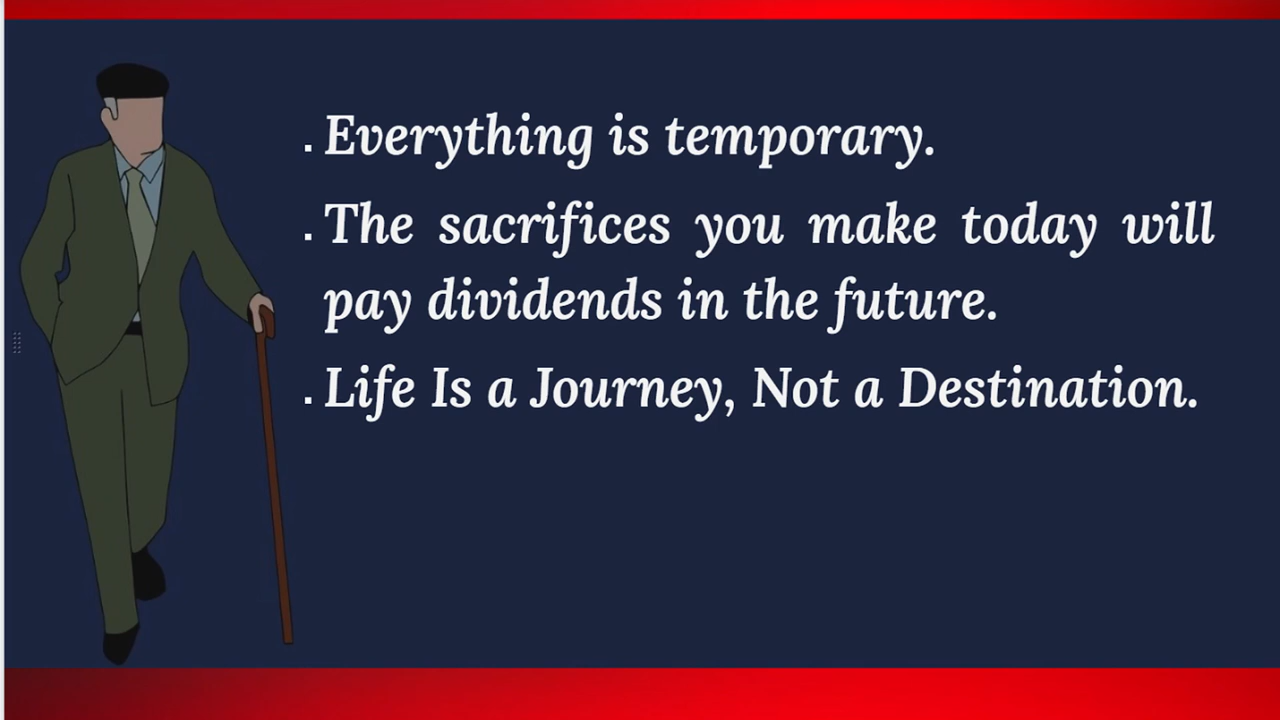 . Everything is temporary.
. The sacrifices you make today will
pay dividends in the future.
. Life Is a Journey, Not a Destination.